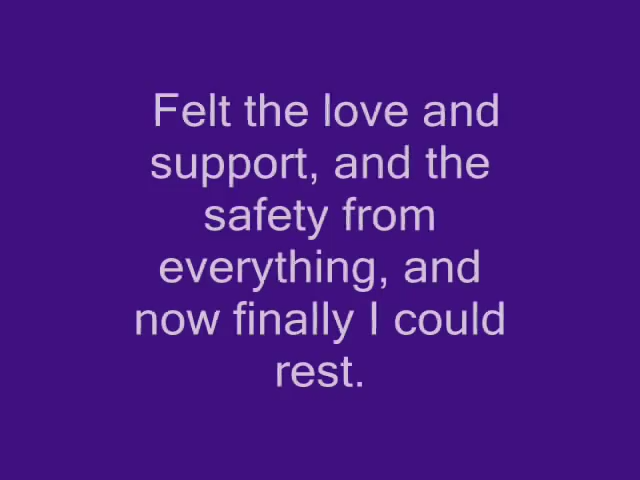 Felt the love and
support, and the
safety from
everything, and
now finally I could
rest.